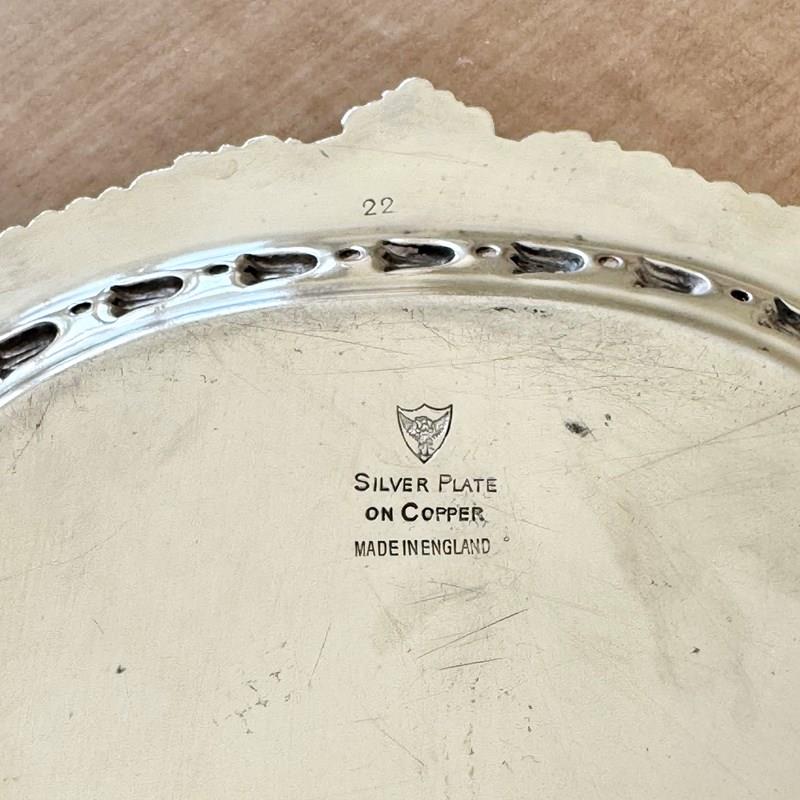 22
SILVER PLATE
ON COPPER
MADE IN ENGLAND